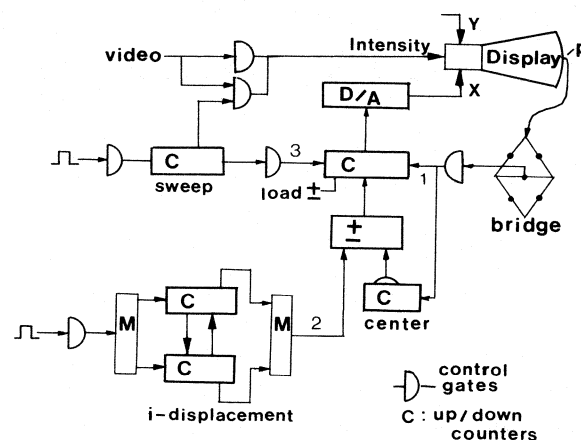 Y
video
Intensity
Display
P
X
D/A
C
sweep
3
C
1
load ±
bridge
±
C
center
M
C
C
M
2
i-displacement
control
gates
C: up/down
counters